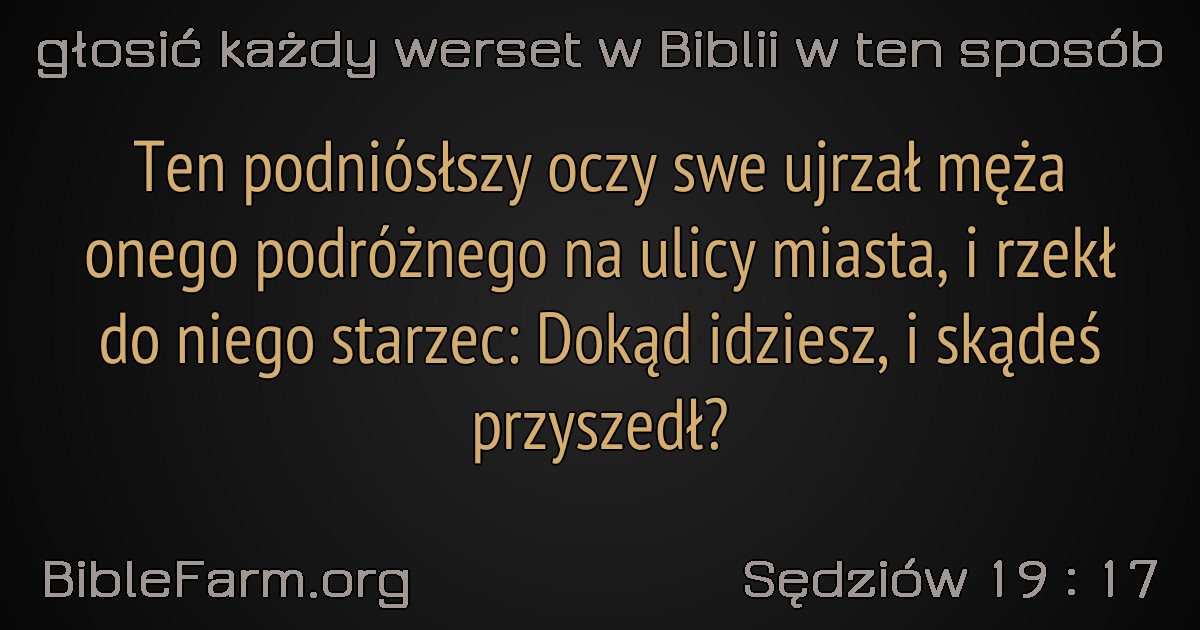 głosić każdy werset w Biblii w ten sposób
Ten podniósłszy oczy swe ujrzał męża
onego podróżnego na ulicy miasta, i rzekł
do niego starzec: Dokąd idziesz, i skądeś
przyszedł?
BibleFarm.org
Sędziów 19 : 17